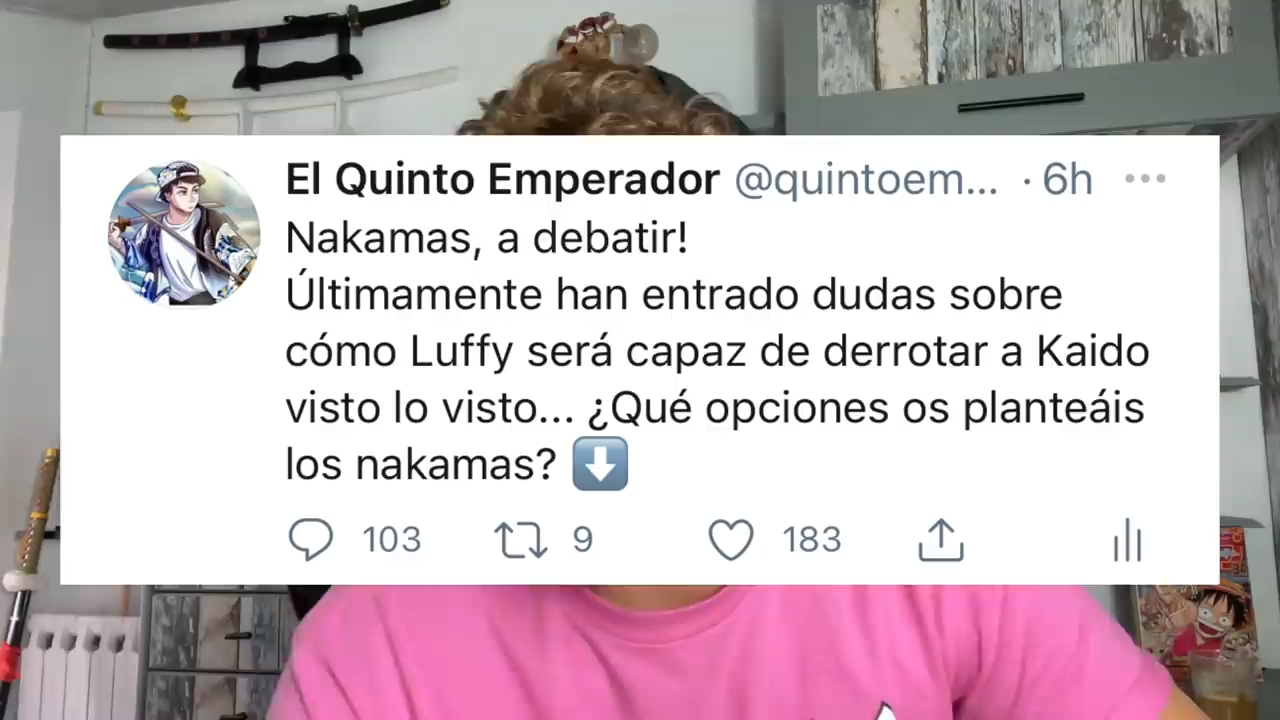 El Quinto Emperador @quintoem... · 6h
Nakamas, a debatir!
Últimamente han entrado dudas sobre
cómo Luffy será capaz de derrotar a Kaido
visto lo visto... ¿Qué opciones os planteáis
los nakamas? ⬇️
103 9 183